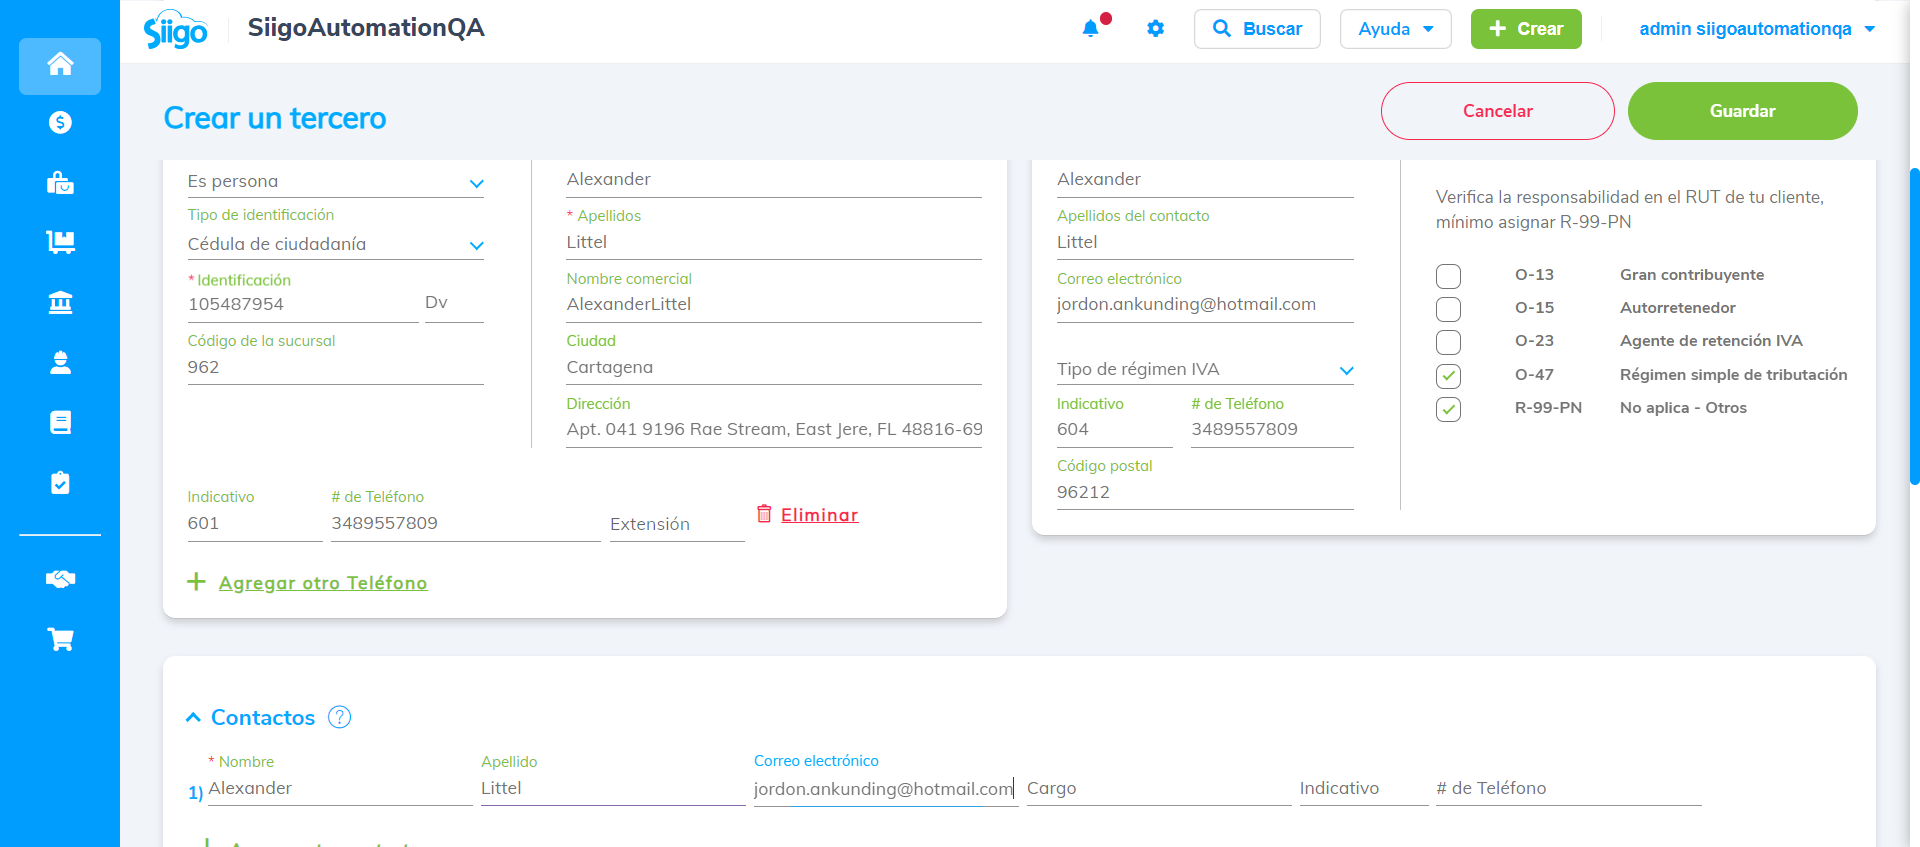 Siigo
SiigoAutomationQA
Buscar
Ayuda
Crear
admin siigoautomationqa
Crear un tercero
Cancelar
Guardar
Es persona
Tipo de identificación
Cédula de ciudadanía
* Identificación
105487954
Dv
Código de la sucursal
962
Alexander
* Apellidos
Littel
Nombre comercial
AlexanderLittel
Ciudad
Cartagena
Dirección
Apt. 041 9196 Rae Stream, East Jere, FL 48816-69
Indicativo
601
# de Teléfono
3489557809
Extensión
Eliminar
Agregar otro Teléfono
Alexander
Apellidos del contacto
Littel
Correo electrónico
jordon.ankunding@hotmail.com
Tipo de régimen IVA
Indicativo
604
# de Teléfono
3489557809
Código postal
96212
Verifica la responsabilidad en el RUT de tu cliente,
mínimo asignar R-99-PN
O-13 Gran contribuyente
O-15 Autorretenedor
O-23 Agente de retención IVA
O-47 Régimen simple de tributación
R-99-PN No aplica - Otros
Contactos ?
1)
* Nombre
Alexander
Apellido
Littel
Correo electrónico
jordon.ankunding@hotmail.com
Cargo
Indicativo
# de Teléfono